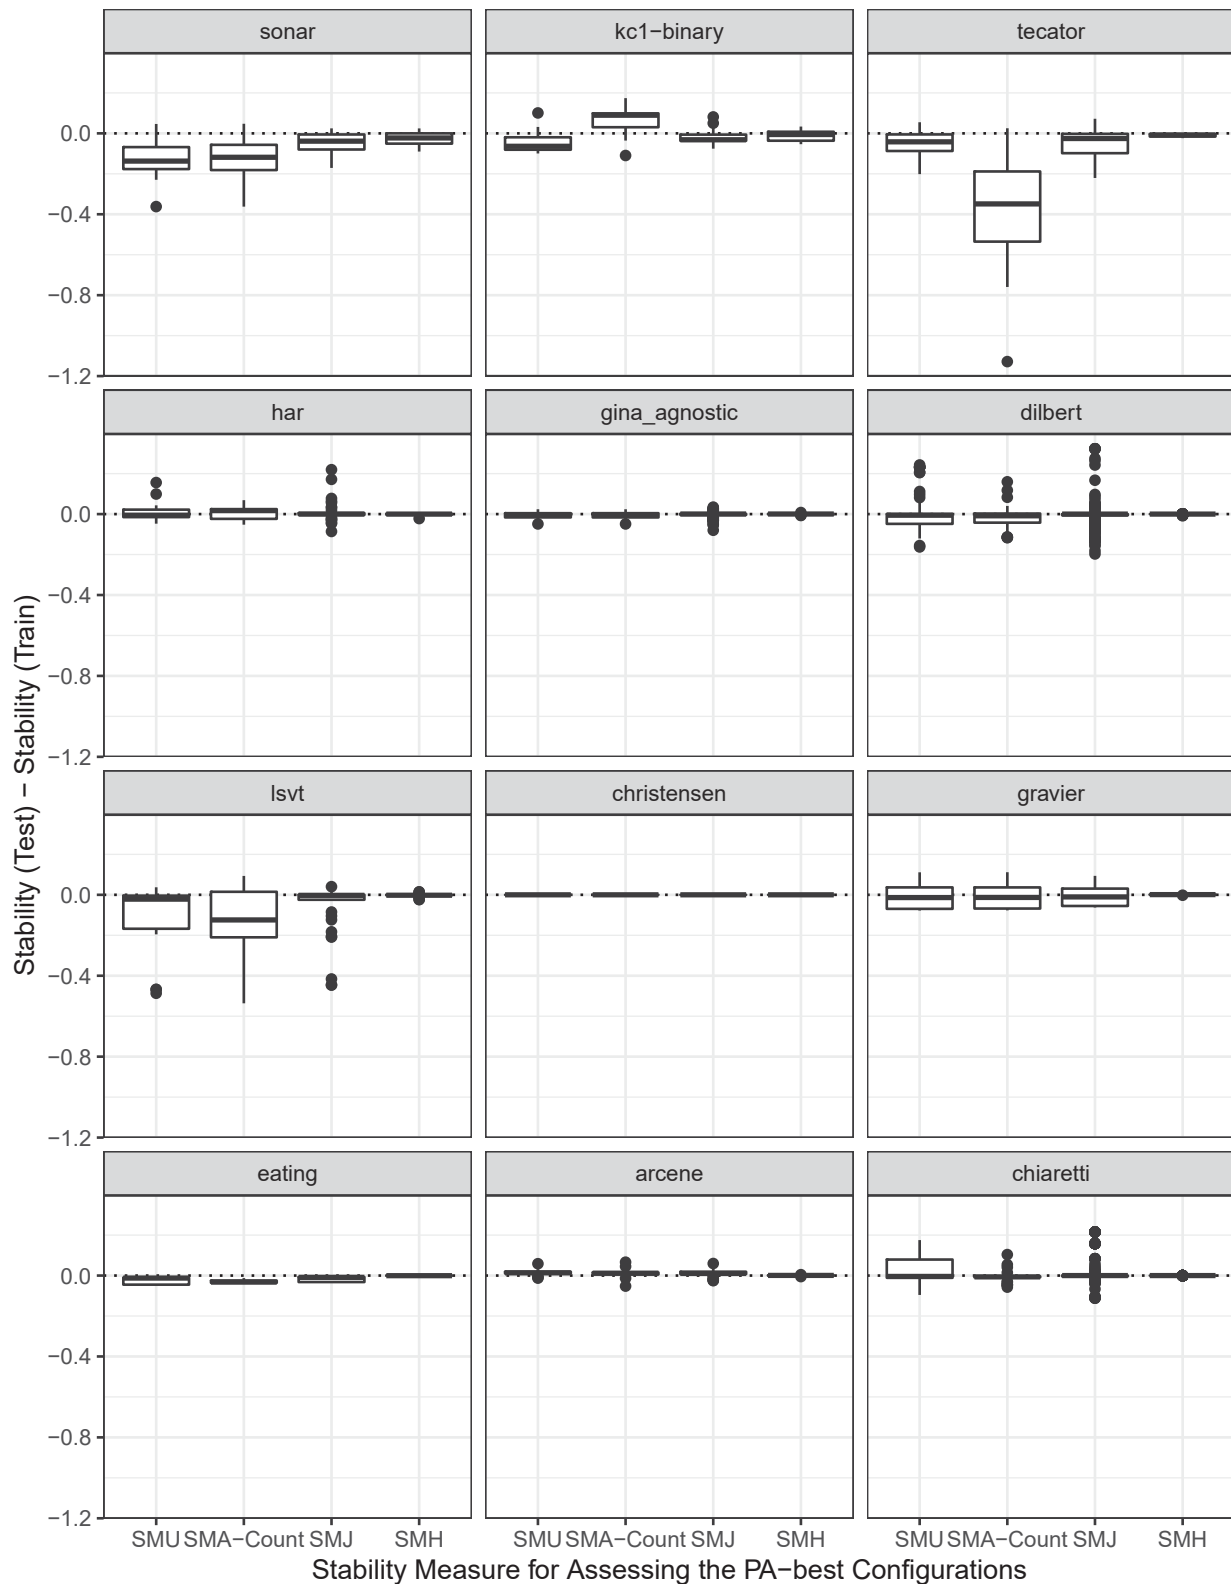 sonar
kc1−binary
tecator
0.0
−0.4
−0.8
−1.2
har
gina_agnostic
dilbert
0.0
−0.4
−0.8
−1.2
lsvt
christensen
gravier
0.0
−0.4
−0.8
−1.2
eating
arcene
chiaretti
0.0
−0.4
−0.8
−1.2
Stability (Test) − Stability (Train)
SMU SMA−Count SMJ SMH SMU SMA−Count SMJ SMH SMU SMA−Count SMJ SMH
Stability Measure for Assessing the PA−best Configurations